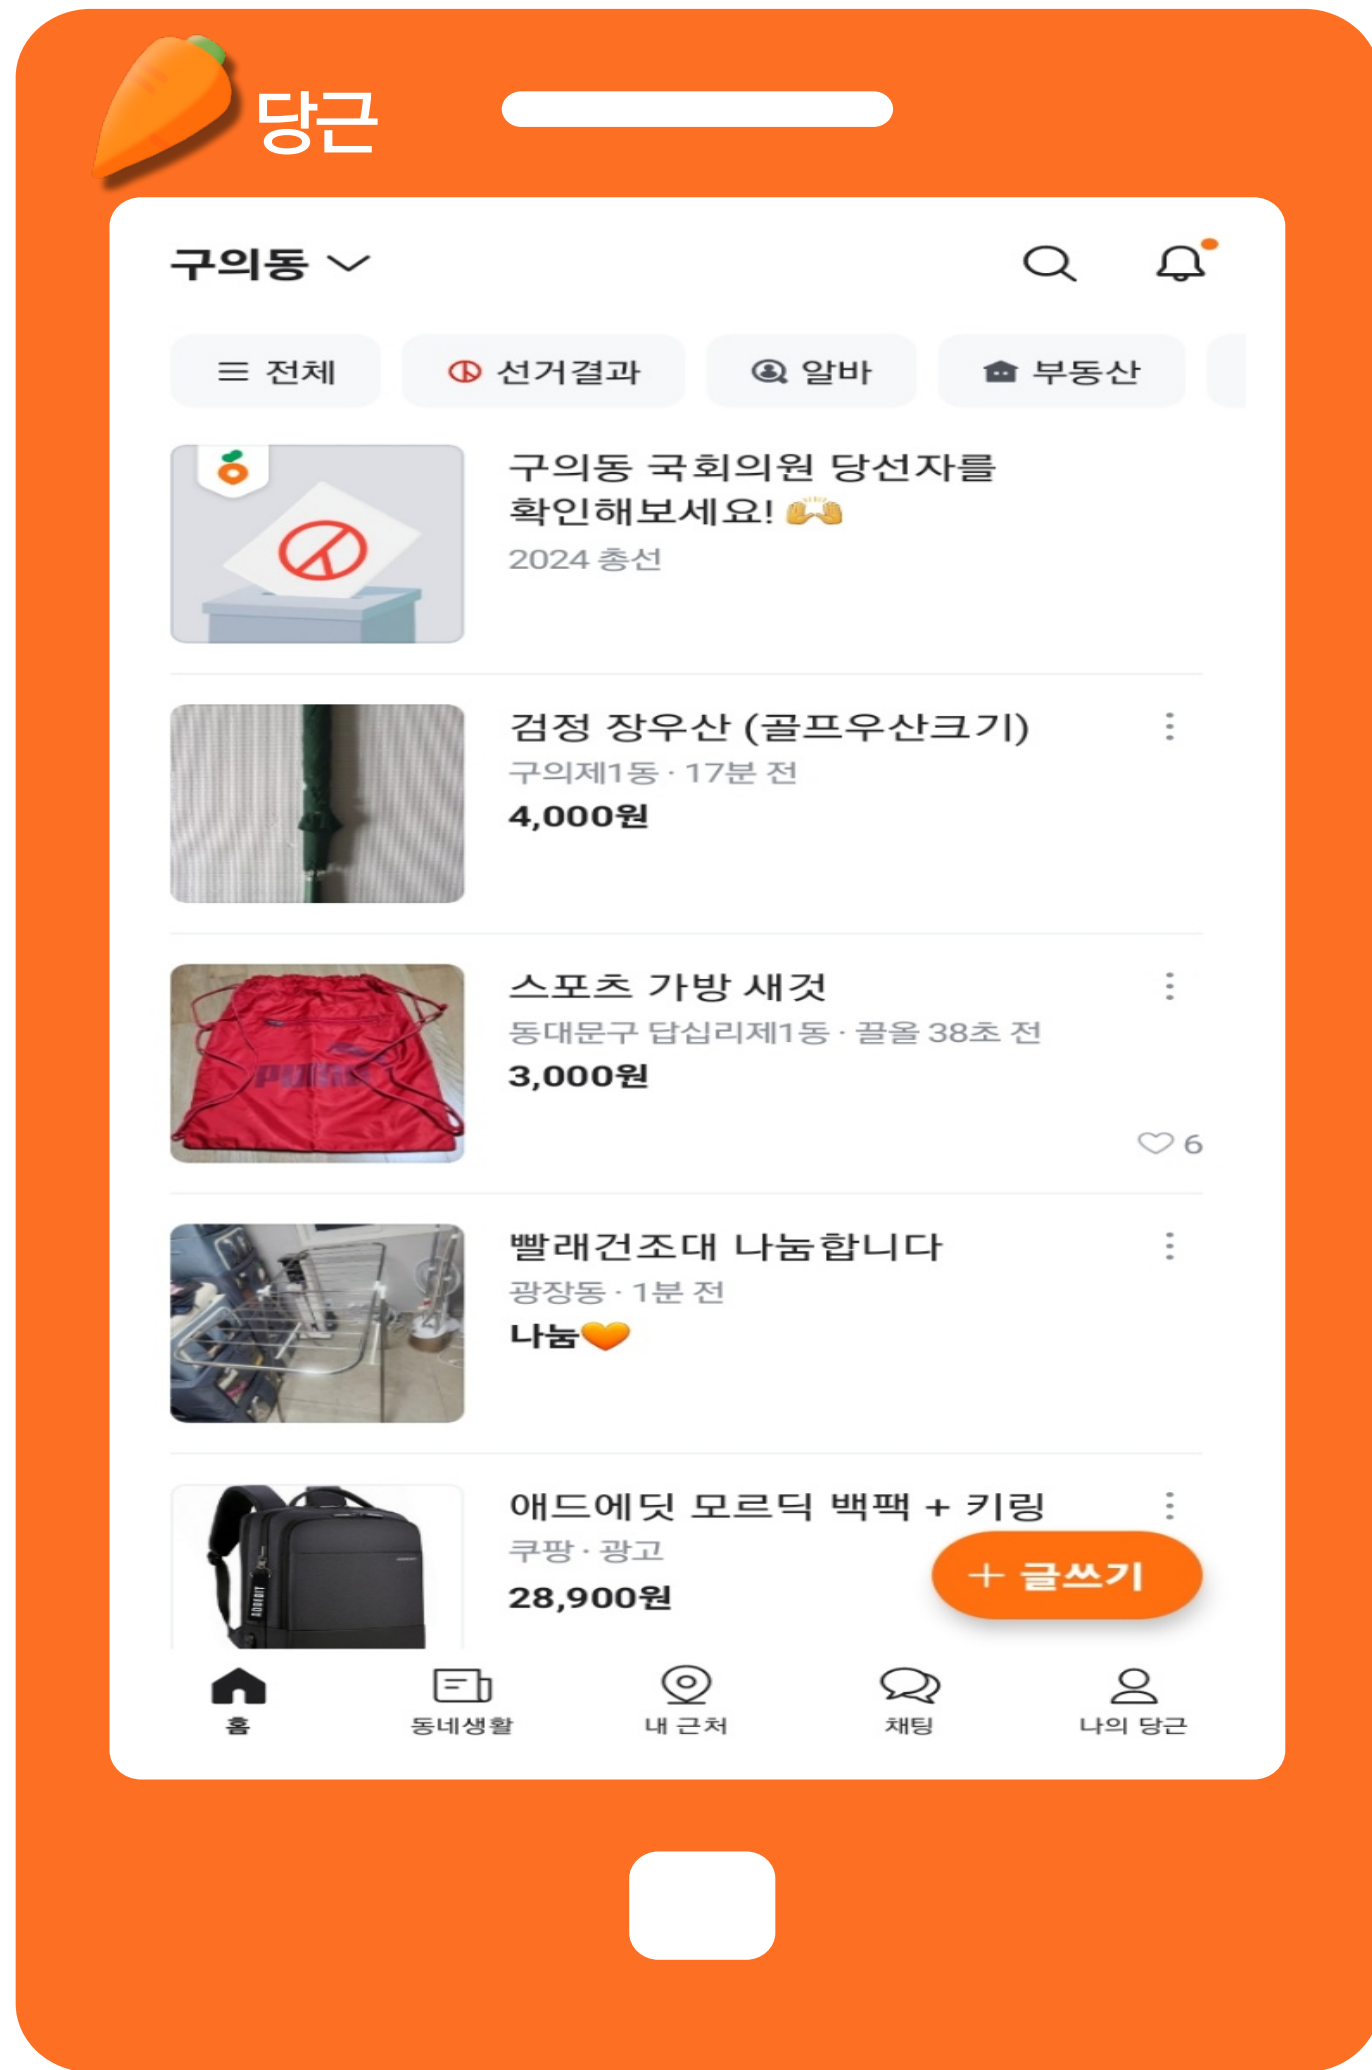 당근
구의동
전체 선거결과 알바 부동산
구의동 국회의원 당선자를
확인해보세요! 🙌
2024 총선
검정 장우산 (골프우산크기)
구의제1동 · 17분 전
4,000원
스포츠 가방 새것
동대문구 답십리제1동 · 끌올 38초 전
3,000원
PUMA
6
빨래건조대 나눔합니다
광장동 · 1분 전
나눔🧡
애드에딧 모르딕 백팩 + 키링
쿠팡 · 광고
28,900원
ADDEDIT
+ 글쓰기
홈 동네생활 내 근처 채팅 나의 당근